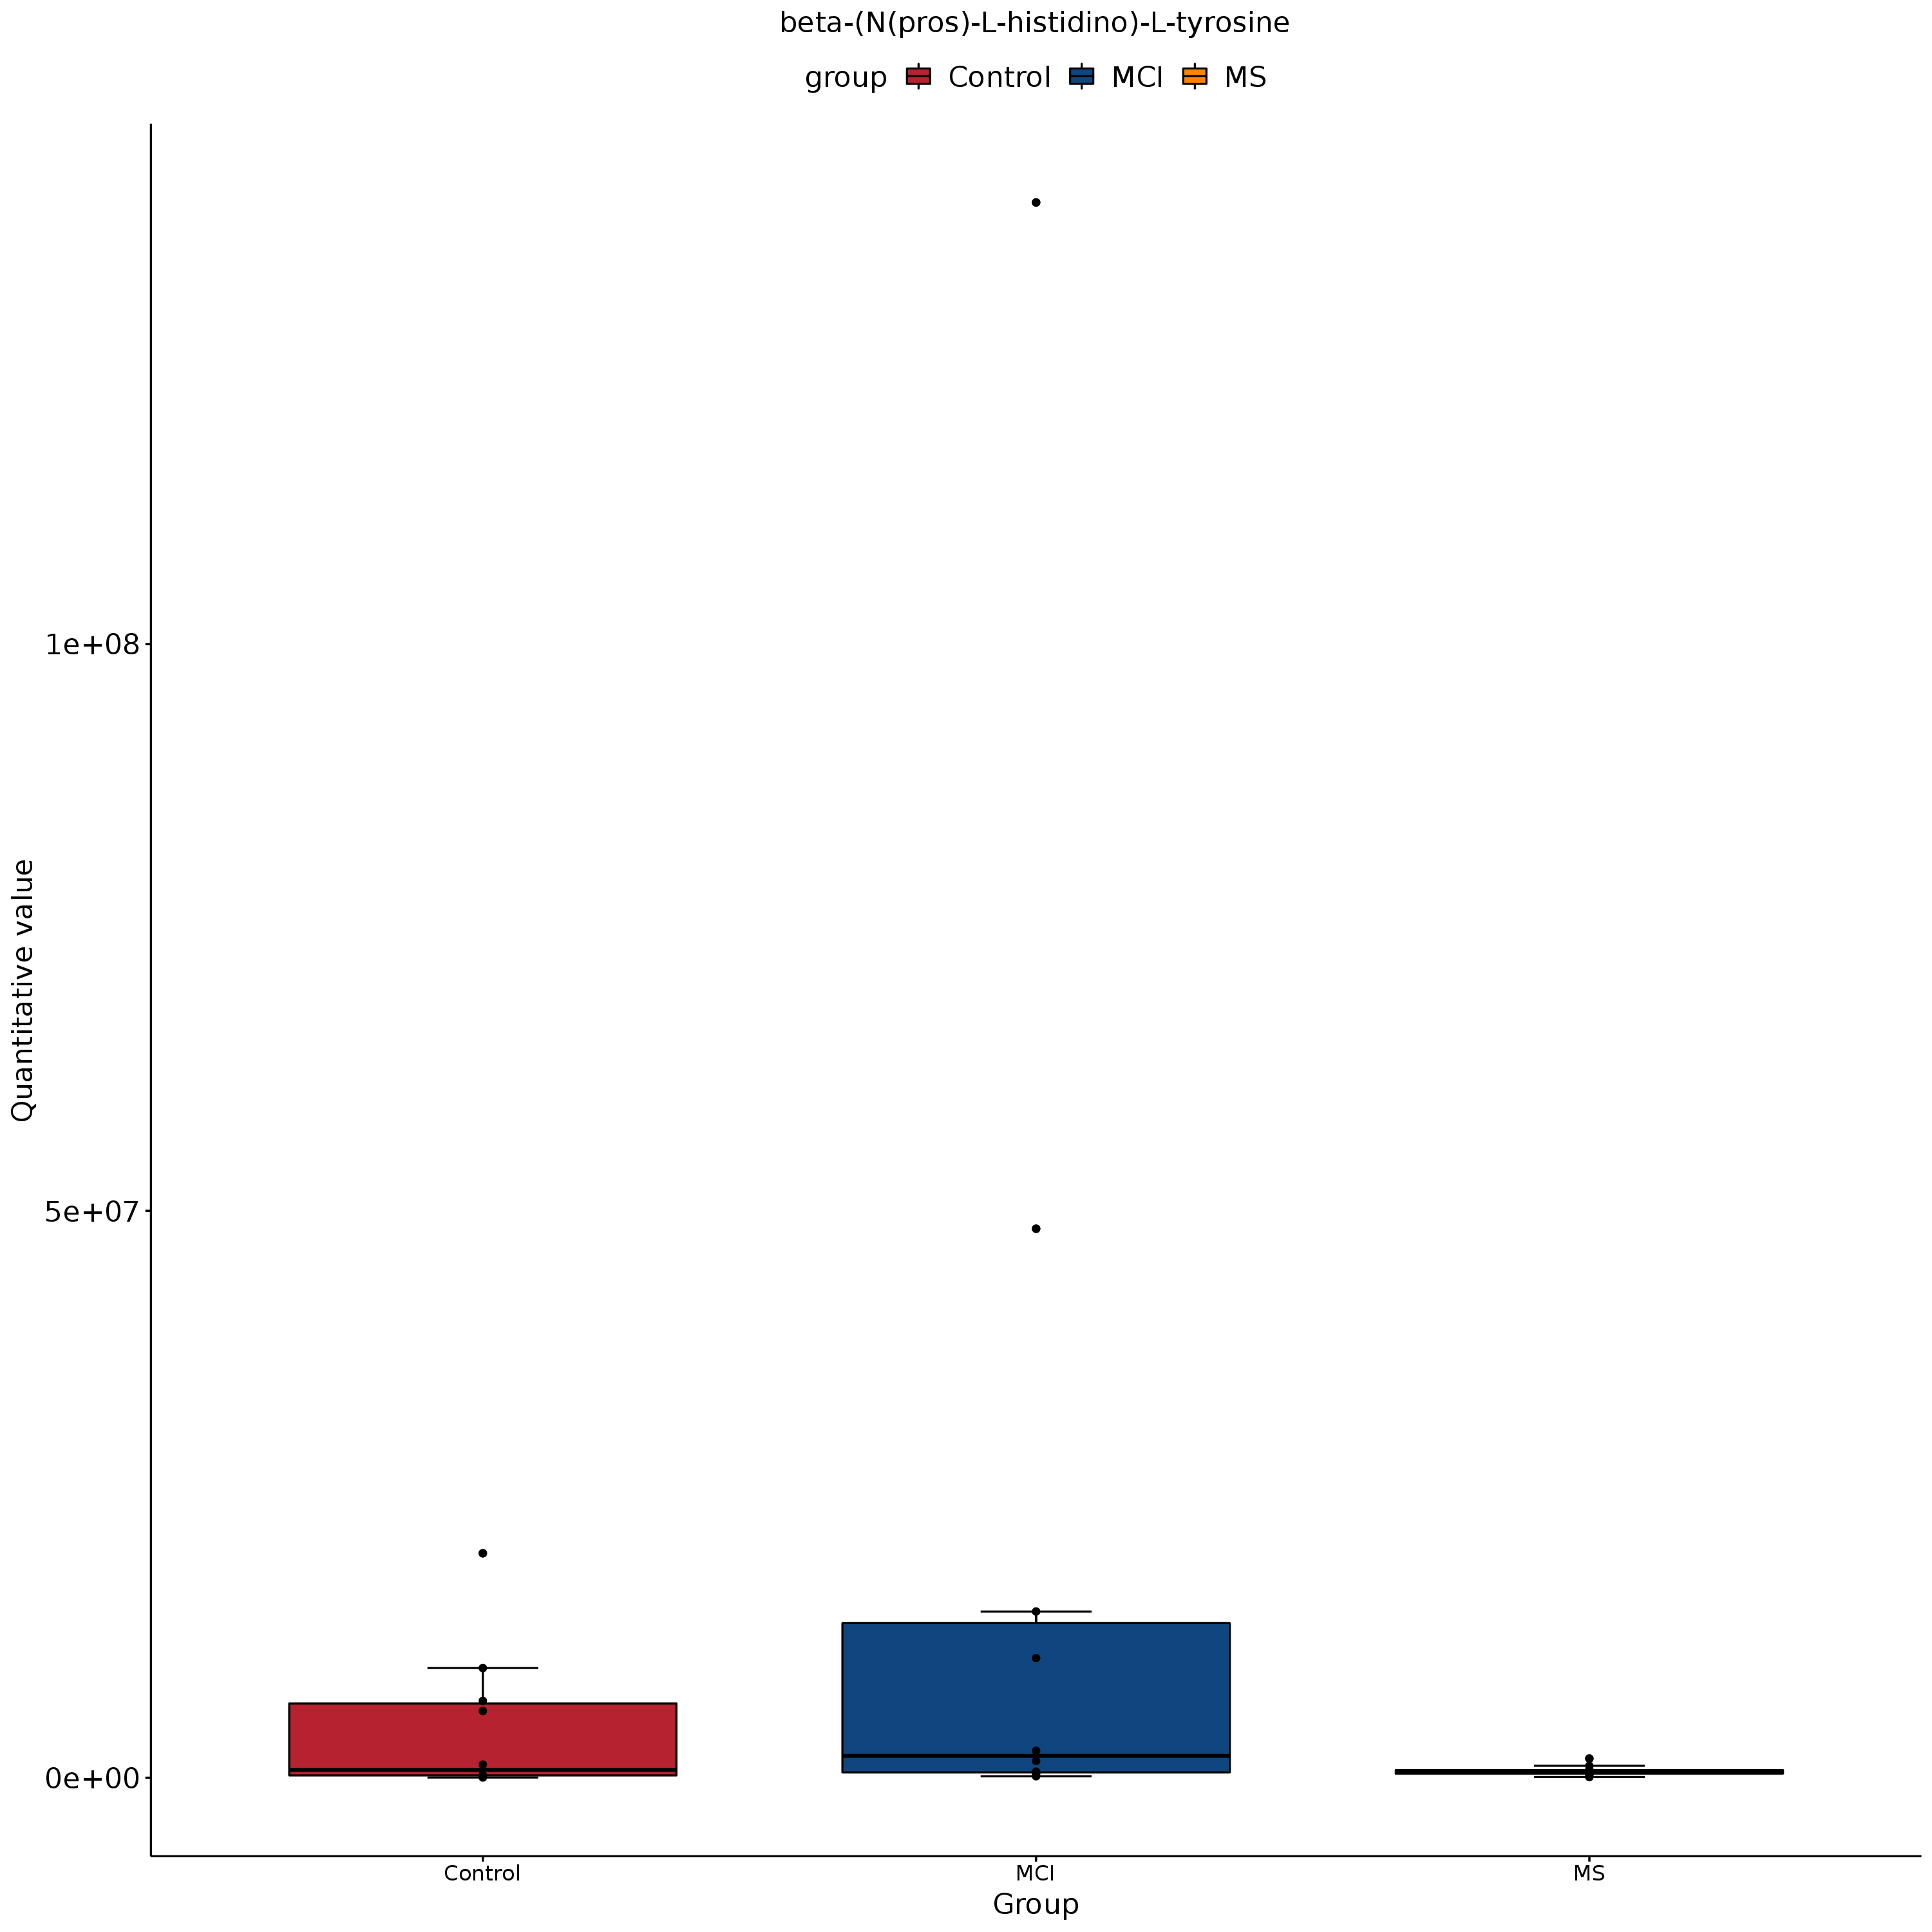 beta-(N(pros)-L-histidino)-L-tyrosine
group Control MCI MS
1e+08
5e+07
0e+00
Quantitative value
Control MCI MS
Group